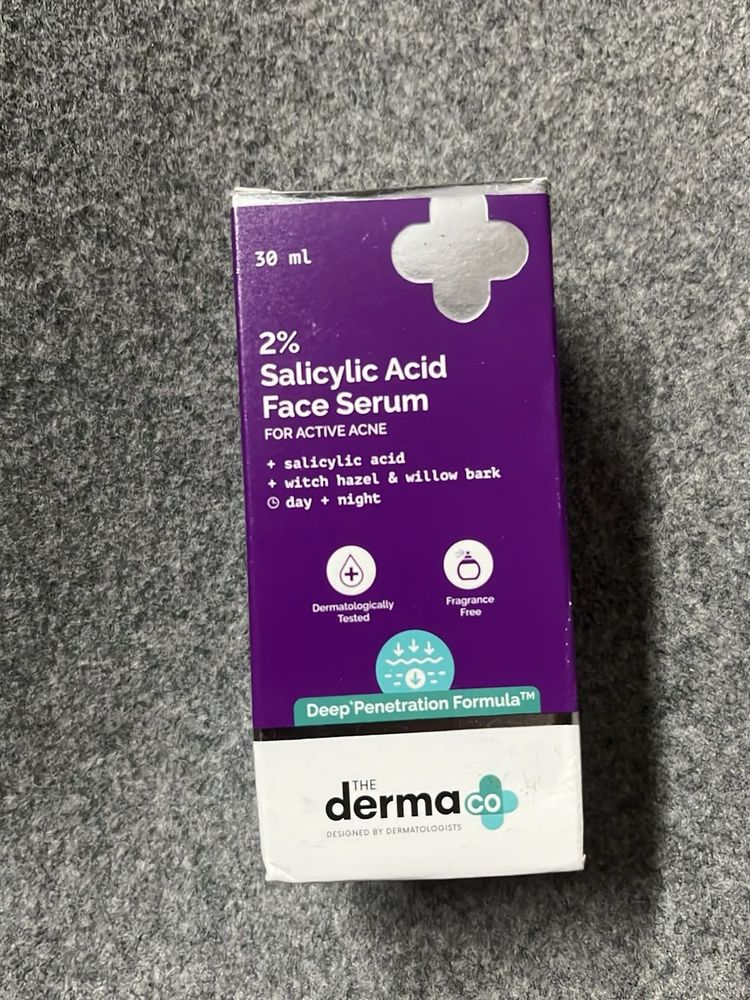 30 ml
2%
Salicylic Acid
Face Serum
FOR ACTIVE ACNE
+ salicylic acid
+ witch hazel & willow bark
day + night
Dermatologically
Tested
Fragrance
Free
Deep Penetration Formula™
THE
derma co
DESIGNED BY DERMATOLOGISTS